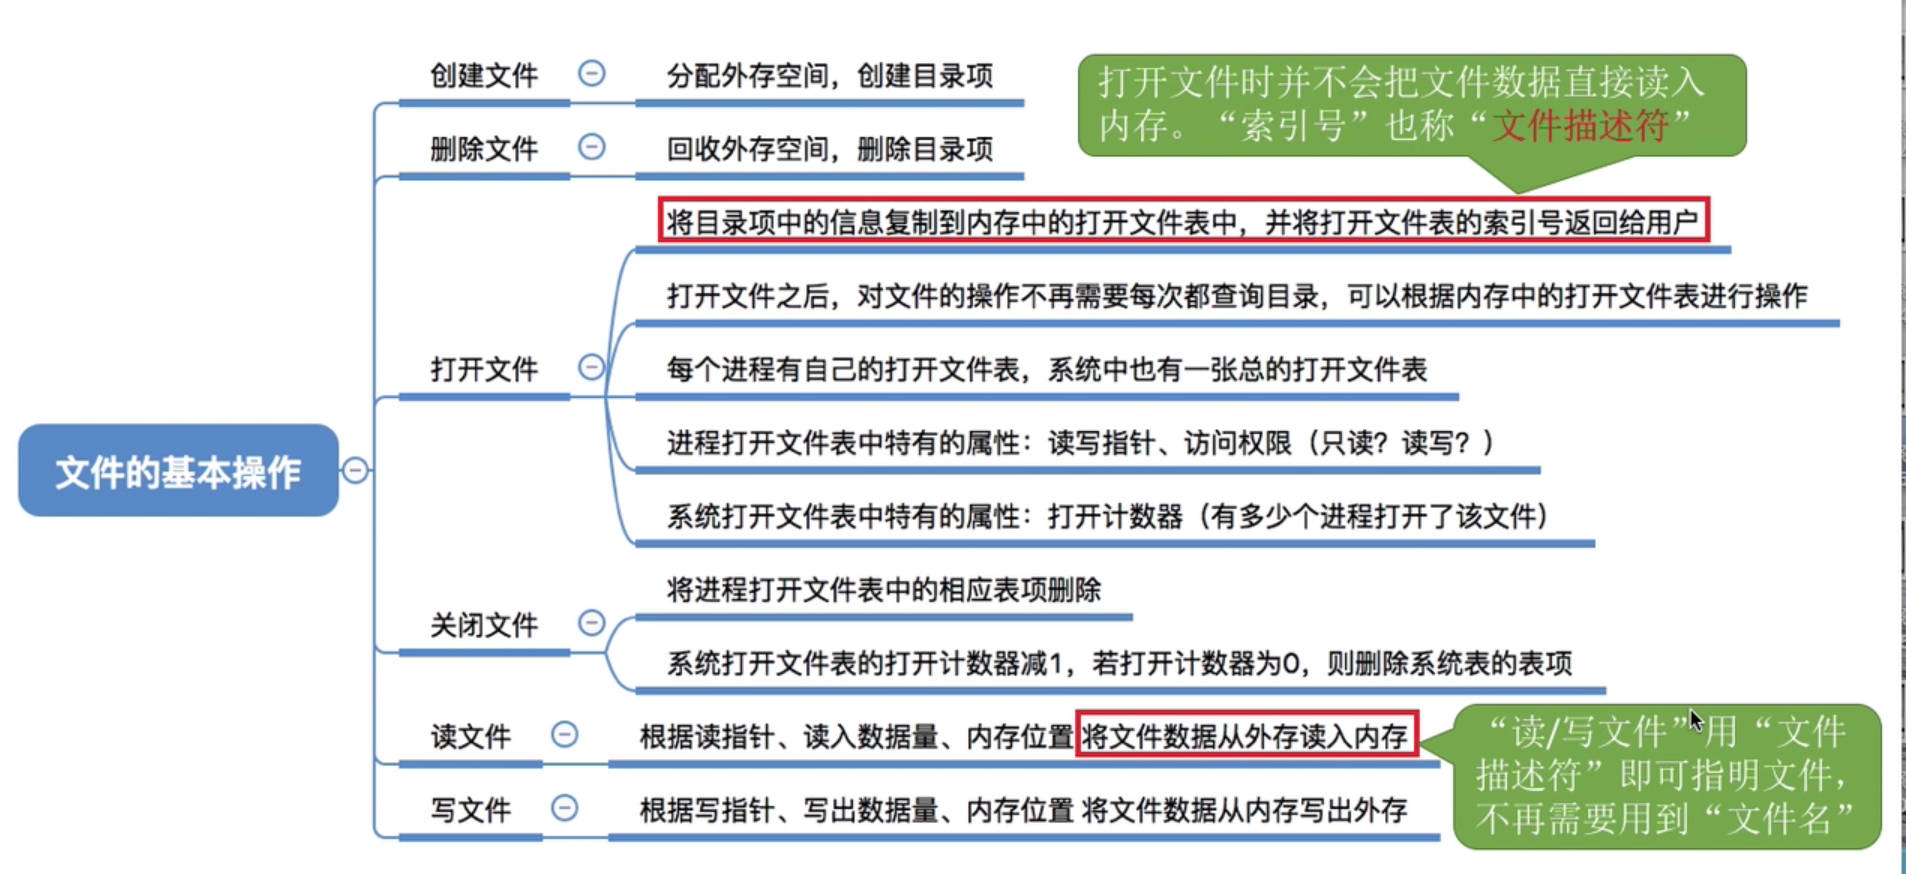 文件的基本操作
创建文件
分配外存空间，创建目录项
删除文件
回收外存空间，删除目录项
打开文件时并不会把文件数据直接读入
内存。“索引号”也称“文件描述符”
打开文件
将目录项中的信息复制到内存中的打开文件表中，并将打开文件表的索引号返回给用户
打开文件之后，对文件的操作不再需要每次都查询目录，可以根据内存中的打开文件表进行操作
每个进程有自己的打开文件表，系统中也有一张总的打开文件表
进程打开文件表中特有的属性：读写指针、访问权限（只读？读写？）
系统打开文件表中特有的属性：打开计数器（有多少个进程打开了该文件）
关闭文件
将进程打开文件表中的相应表项删除
系统打开文件表的打开计数器减1，若打开计数器为0，则删除系统表的表项
读文件
根据读指针、读入数据量、内存位置 将文件数据从外存读入内存
“读/写文件”用“文件
描述符”即可指明文件，
不再需要用到“文件名”
写文件
根据写指针、写出数据量、内存位置 将文件数据从内存写出外存